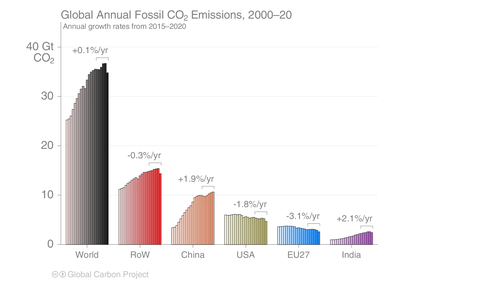 Global Annual Fossil CO₂ Emissions, 2000–20
Annual growth rates from 2015–2020
40 Gt
CO₂
30
20
10
0
+0.1%/yr
-0.3%/yr
+1.9%/yr
-1.8%/yr
-3.1%/yr
+2.1%/yr
World
RoW
China
USA
EU27
India
Global Carbon Project